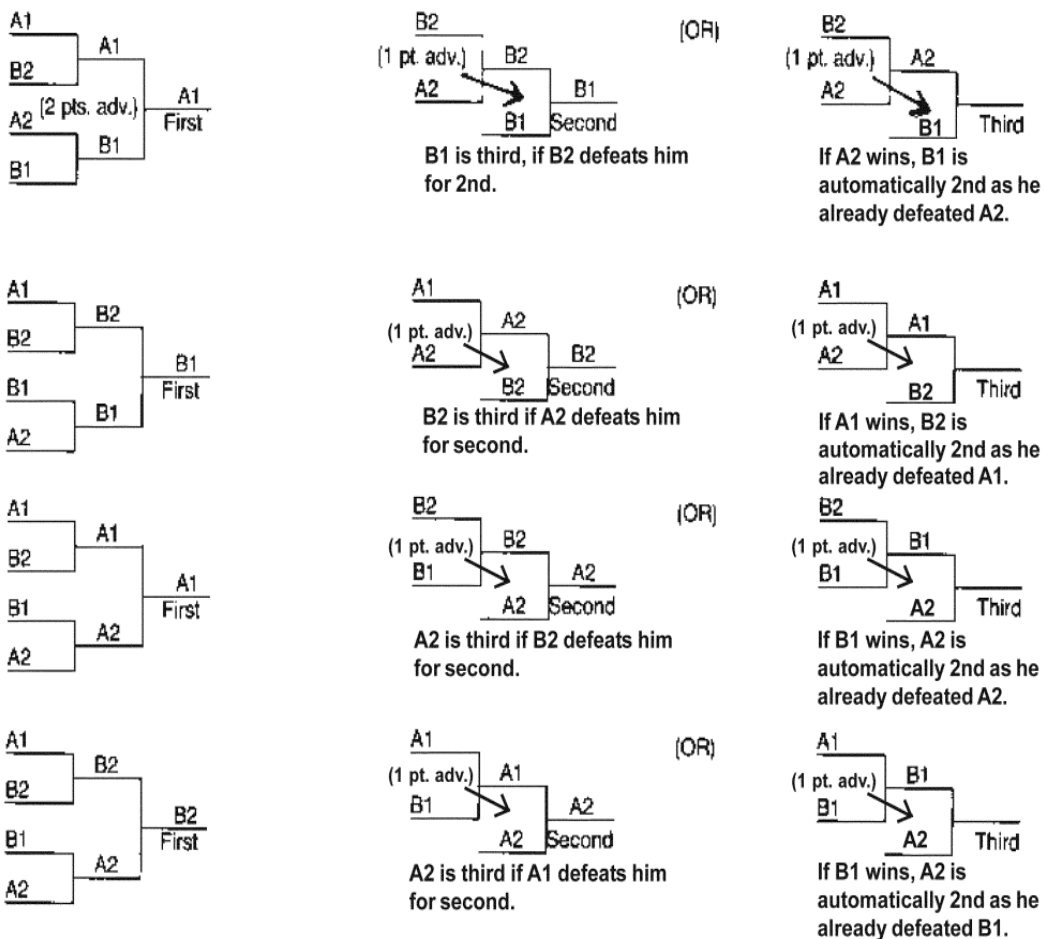 A1
A1
B2
(2 pts. adv.)
A1
First
A2
B1
B1
B2
(1 pt. adv.)
B2
A2
B1
B1
Second
B1 is third, if B2 defeats him
for 2nd.
(OR)
B2
(1 pt. adv.)
A2
A2
B1
Third
If A2 wins, B1 is
automatically 2nd as he
already defeated A2.
A1
B2
B2
B1
First
B1
B1
A2
A1
(1 pt. adv.)
A2
A2
B2
B2
Second
B2 is third if A2 defeats him
for second.
(OR)
A1
(1 pt. adv.)
A1
A2
B2
Third
If A1 wins, B2 is
automatically 2nd as he
already defeated A1.
A1
A1
B2
A1
First
B1
A2
A2
B2
(1 pt. adv.)
B2
B1
A2
A2
Second
A2 is third if B2 defeats him
for second.
(OR)
B2
(1 pt. adv.)
B1
B1
A2
Third
If B1 wins, A2 is
automatically 2nd as he
already defeated A2.
A1
B2
B2
B2
First
B1
A2
A2
A1
(1 pt. adv.)
A1
B1
A2
A2
Second
A2 is third if A1 defeats him
for second.
(OR)
A1
(1 pt. adv.)
B1
B1
A2
Third
If B1 wins, A2 is
automatically 2nd as he
already defeated B1.